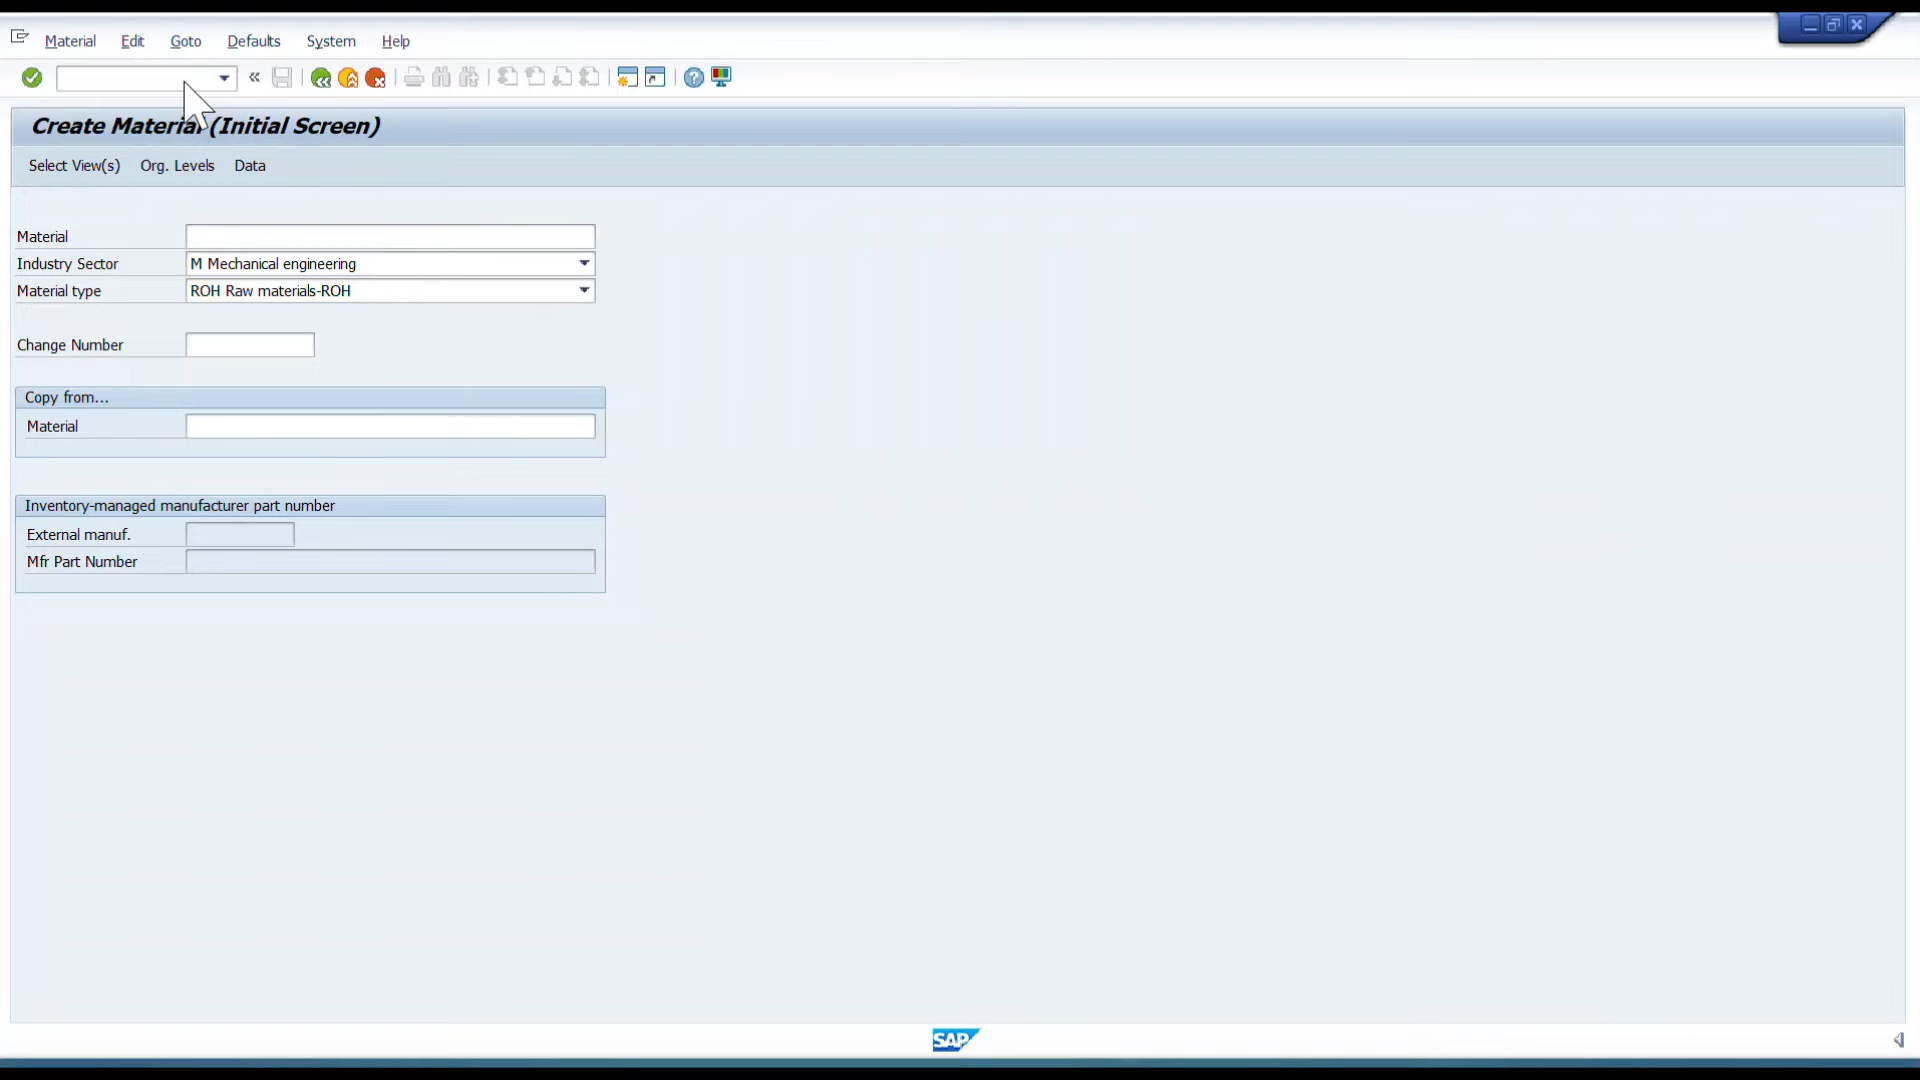 Material Edit Goto Defaults System Help
Create Material (Initial Screen)
Select View(s) Org. Levels Data
Material
Industry Sector M Mechanical engineering
Material type ROH Raw materials-ROH
Change Number
Copy from...
Material
Inventory-managed manufacturer part number
External manuf.
Mfr Part Number
SAP